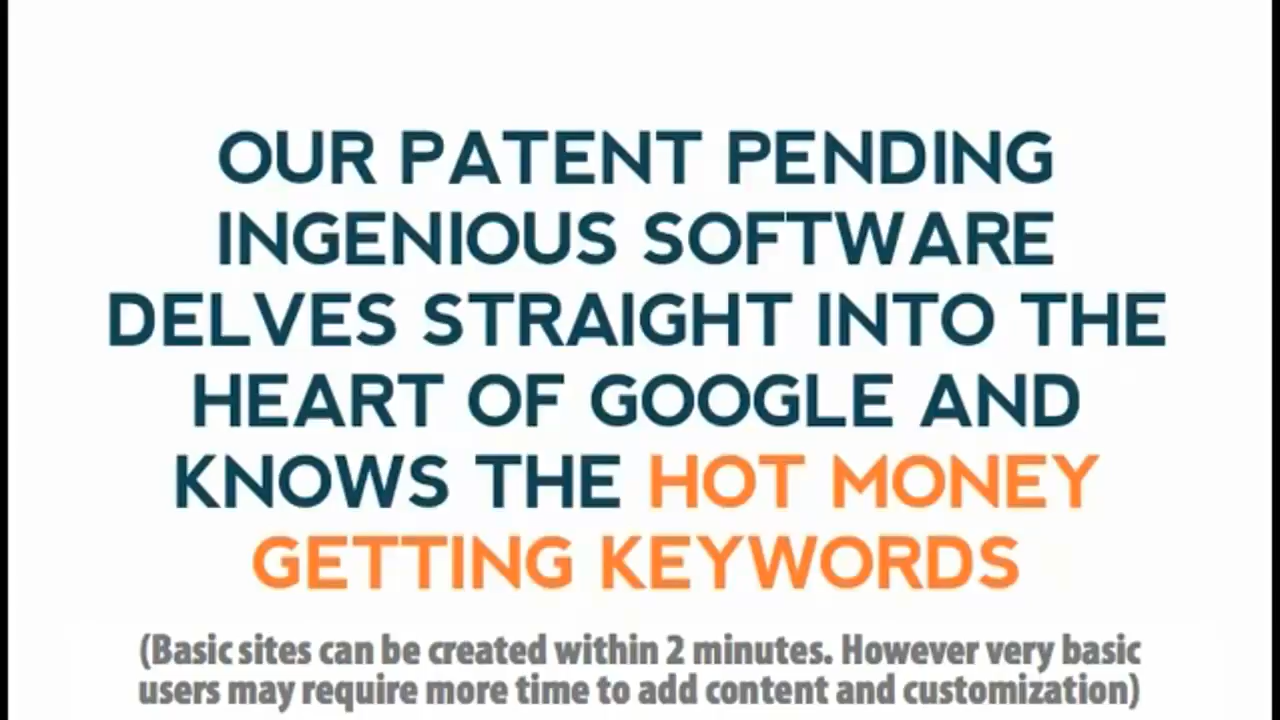 OUR PATENT PENDING
INGENIOUS SOFTWARE
DELVES STRAIGHT INTO THE
HEART OF GOOGLE AND
KNOWS THE HOT MONEY
GETTING KEYWORDS
(Basic sites can be created within 2 minutes. However very basic
users may require more time to add content and customization)